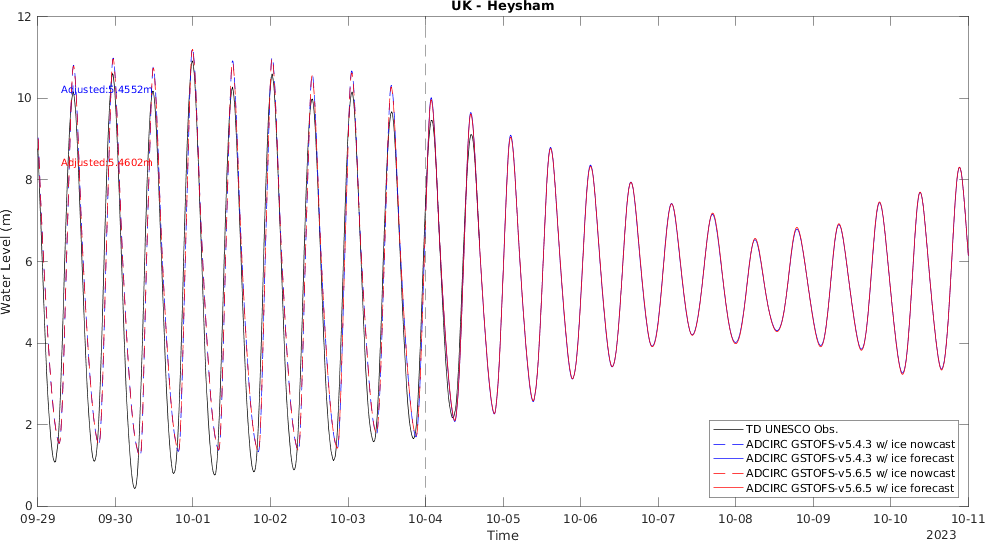 UK - Heysham
12
10
8
6
4
2
0
Water Level (m)
Adjusted:5.4552m
Adjusted:5.4602m
TD UNESCO Obs.
ADCIRC GSTOFS-v5.4.3 w/ ice nowcast
ADCIRC GSTOFS-v5.4.3 w/ ice forecast
ADCIRC GSTOFS-v5.6.5 w/ ice nowcast
ADCIRC GSTOFS-v5.6.5 w/ ice forecast
09-29 09-30 10-01 10-02 10-03 10-04 10-05 10-06 10-07 10-08 10-09 10-10 10-11
Time
2023